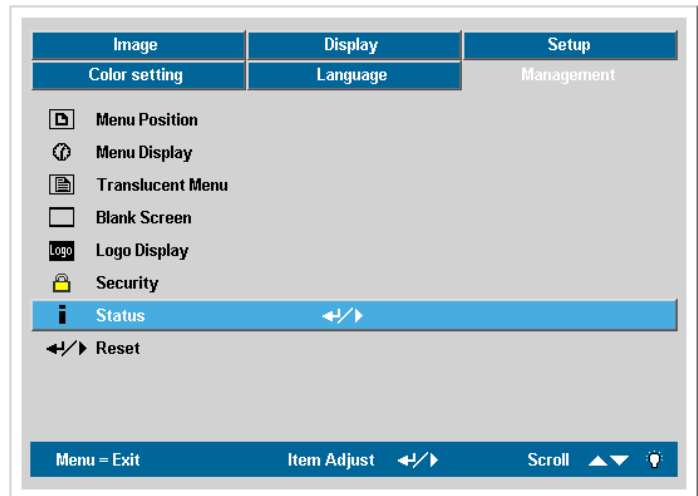 Image Display Setup
Color setting Language Management
Menu Position
Menu Display
Translucent Menu
Blank Screen
Logo Logo Display
Security
i Status ↵/▶
↵/▶ Reset
Menu = Exit Item Adjust ↵/▶ Scroll ▲▼